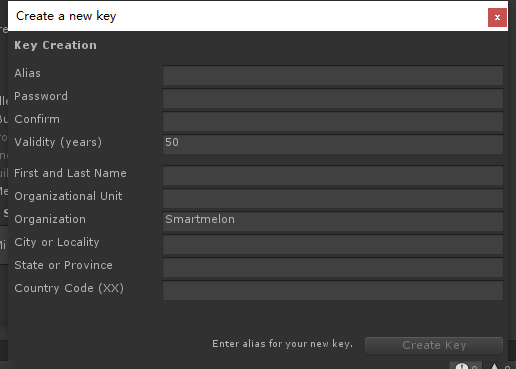 Create a new key
x
Key Creation
Alias
Password
Confirm
Validity (years) 50
First and Last Name
Organizational Unit
Organization Smartmelon
City or Locality
State or Province
Country Code (XX)
Enter alias for your new key. Create Key